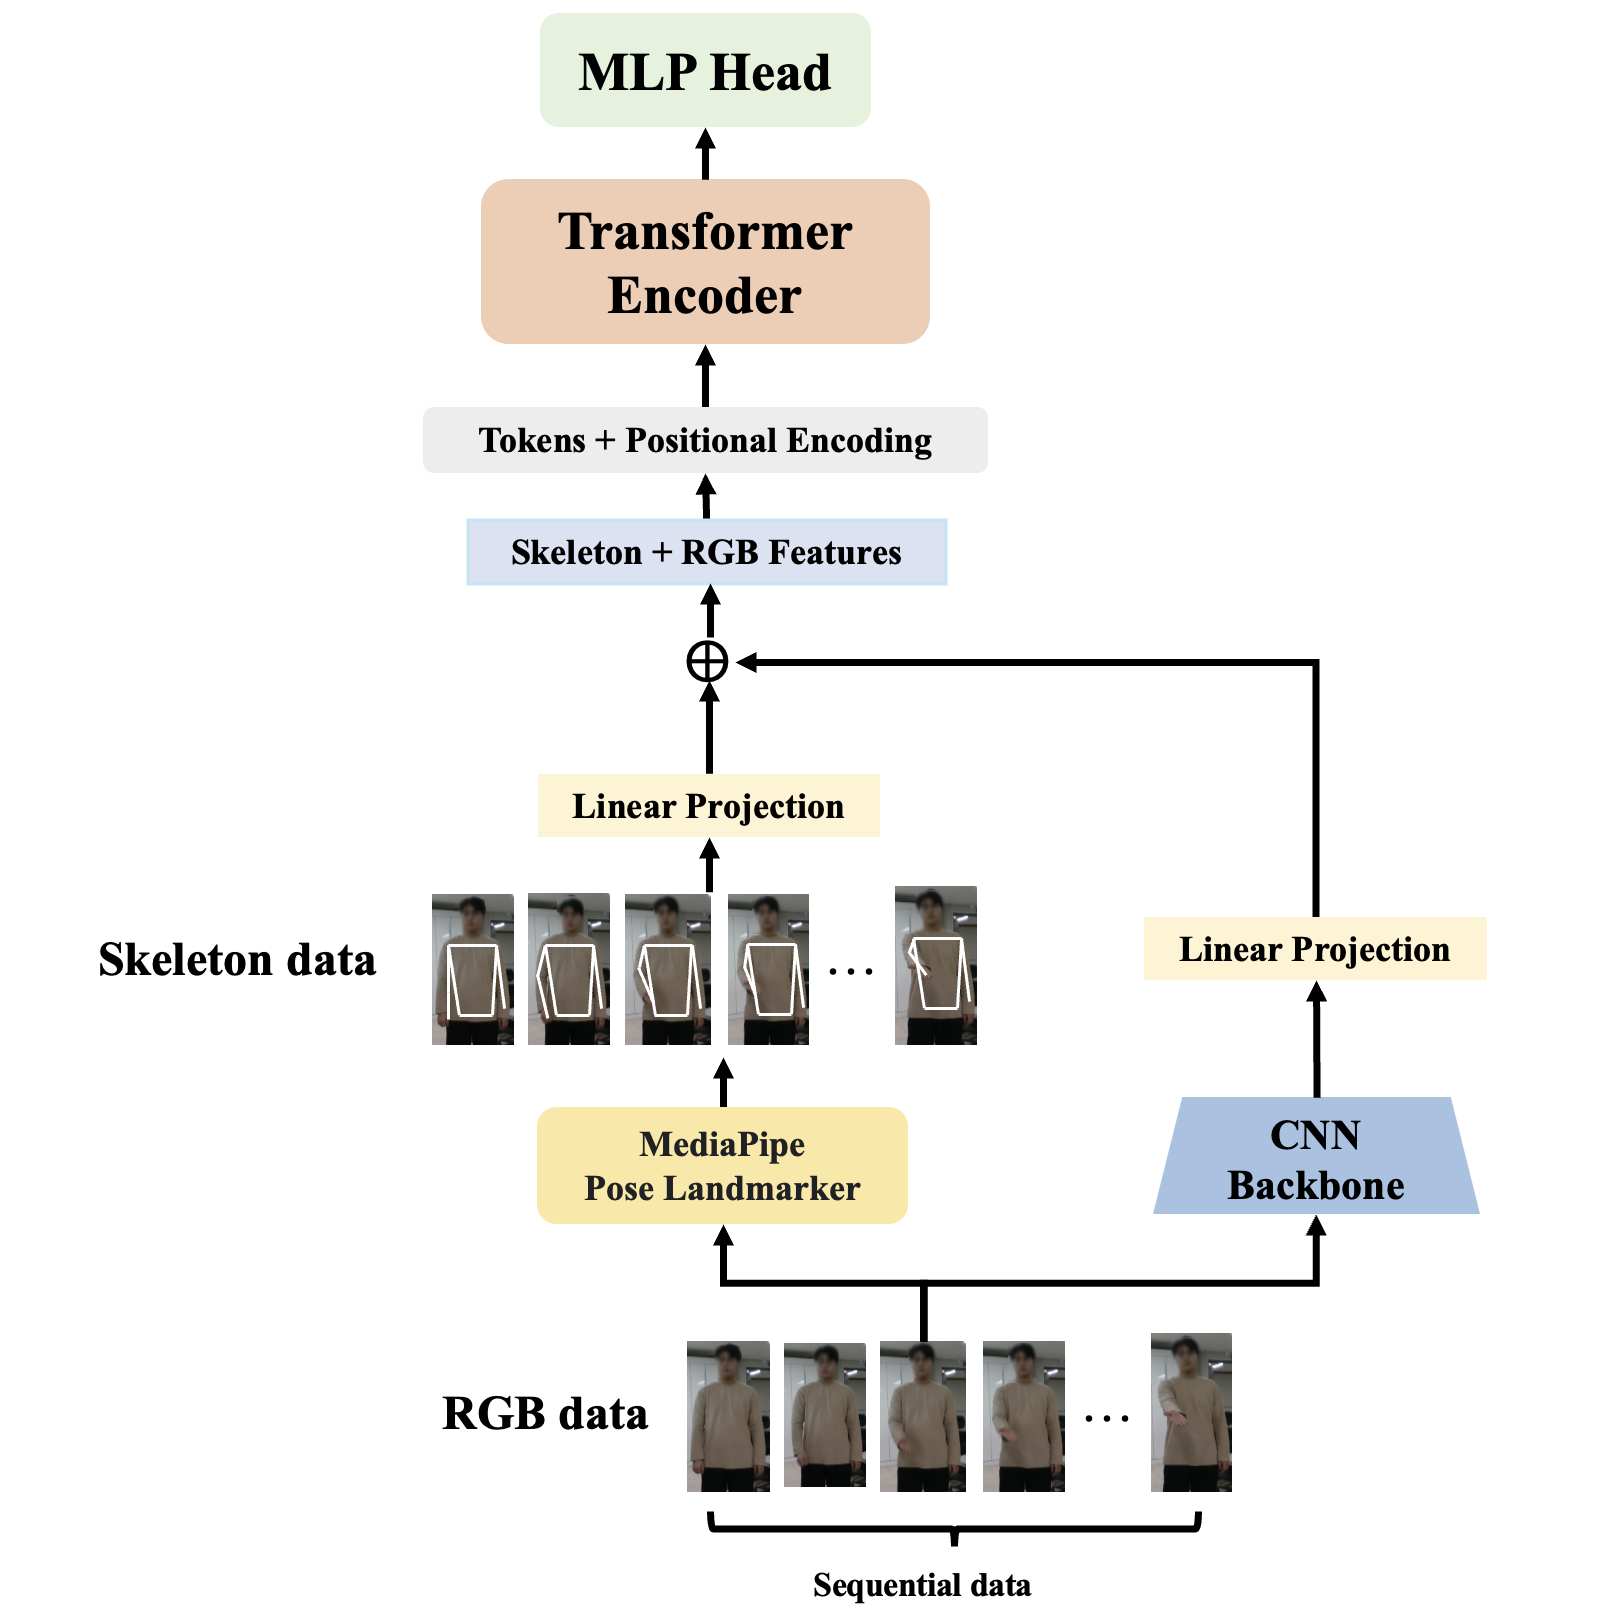 MLP Head
Transformer
Encoder
Tokens + Positional Encoding
Skeleton + RGB Features
Linear Projection
Skeleton data
...
Linear Projection
MediaPipe
Pose Landmarker
CNN
Backbone
RGB data
...
Sequential data